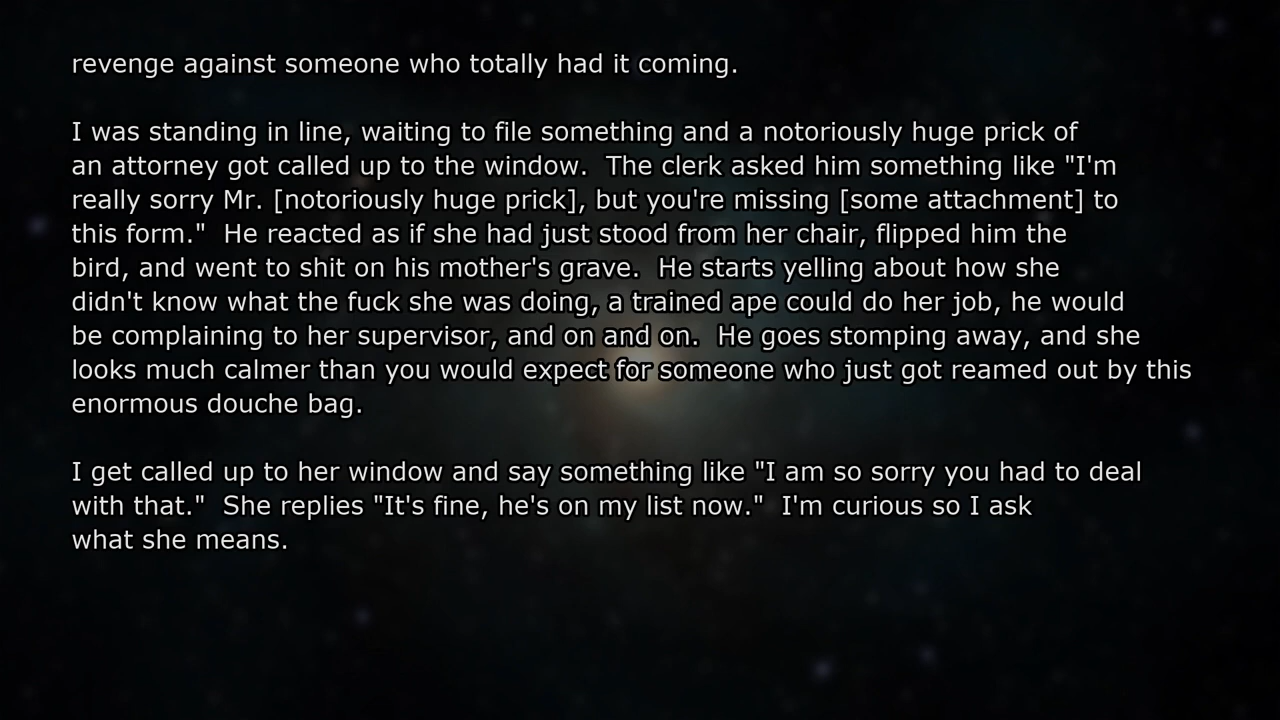 revenge against someone who totally had it coming.
I was standing in line, waiting to file something and a notoriously huge prick of
an attorney got called up to the window.  The clerk asked him something like "I'm
really sorry Mr. [notoriously huge prick], but you're missing [some attachment] to
this form."  He reacted as if she had just stood from her chair, flipped him the
bird, and went to shit on his mother's grave.  He starts yelling about how she
didn't know what the fuck she was doing, a trained ape could do her job, he would
be complaining to her supervisor, and on and on.  He goes stomping away, and she
looks much calmer than you would expect for someone who just got reamed out by this
enormous douche bag.
I get called up to her window and say something like "I am so sorry you had to deal
with that."  She replies "It's fine, he's on my list now."  I'm curious so I ask
what she means.